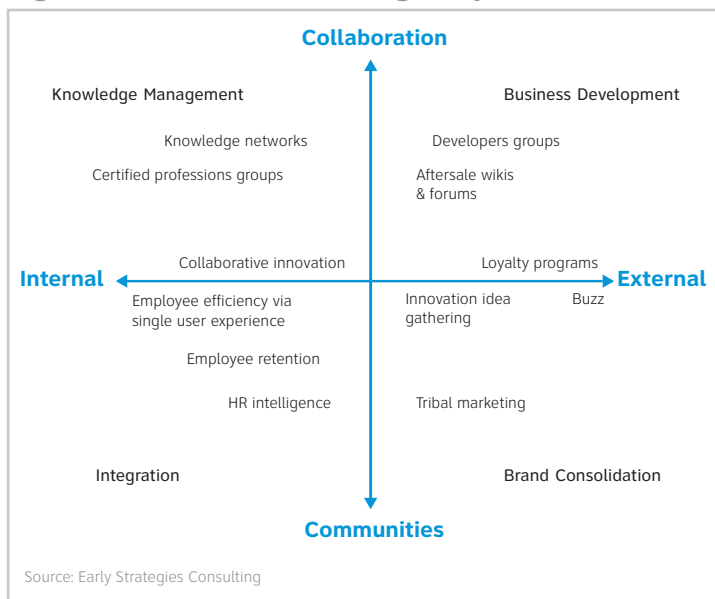 Collaboration
Knowledge Management
Business Development
Knowledge networks
Developers groups
Certified professions groups
Aftersale wikis
& forums
Collaborative innovation
Loyalty programs
Internal
External
Employee efficiency via
single user experience
Innovation idea
gathering
Buzz
Employee retention
HR intelligence
Tribal marketing
Integration
Brand Consolidation
Communities
Source: Early Strategies Consulting